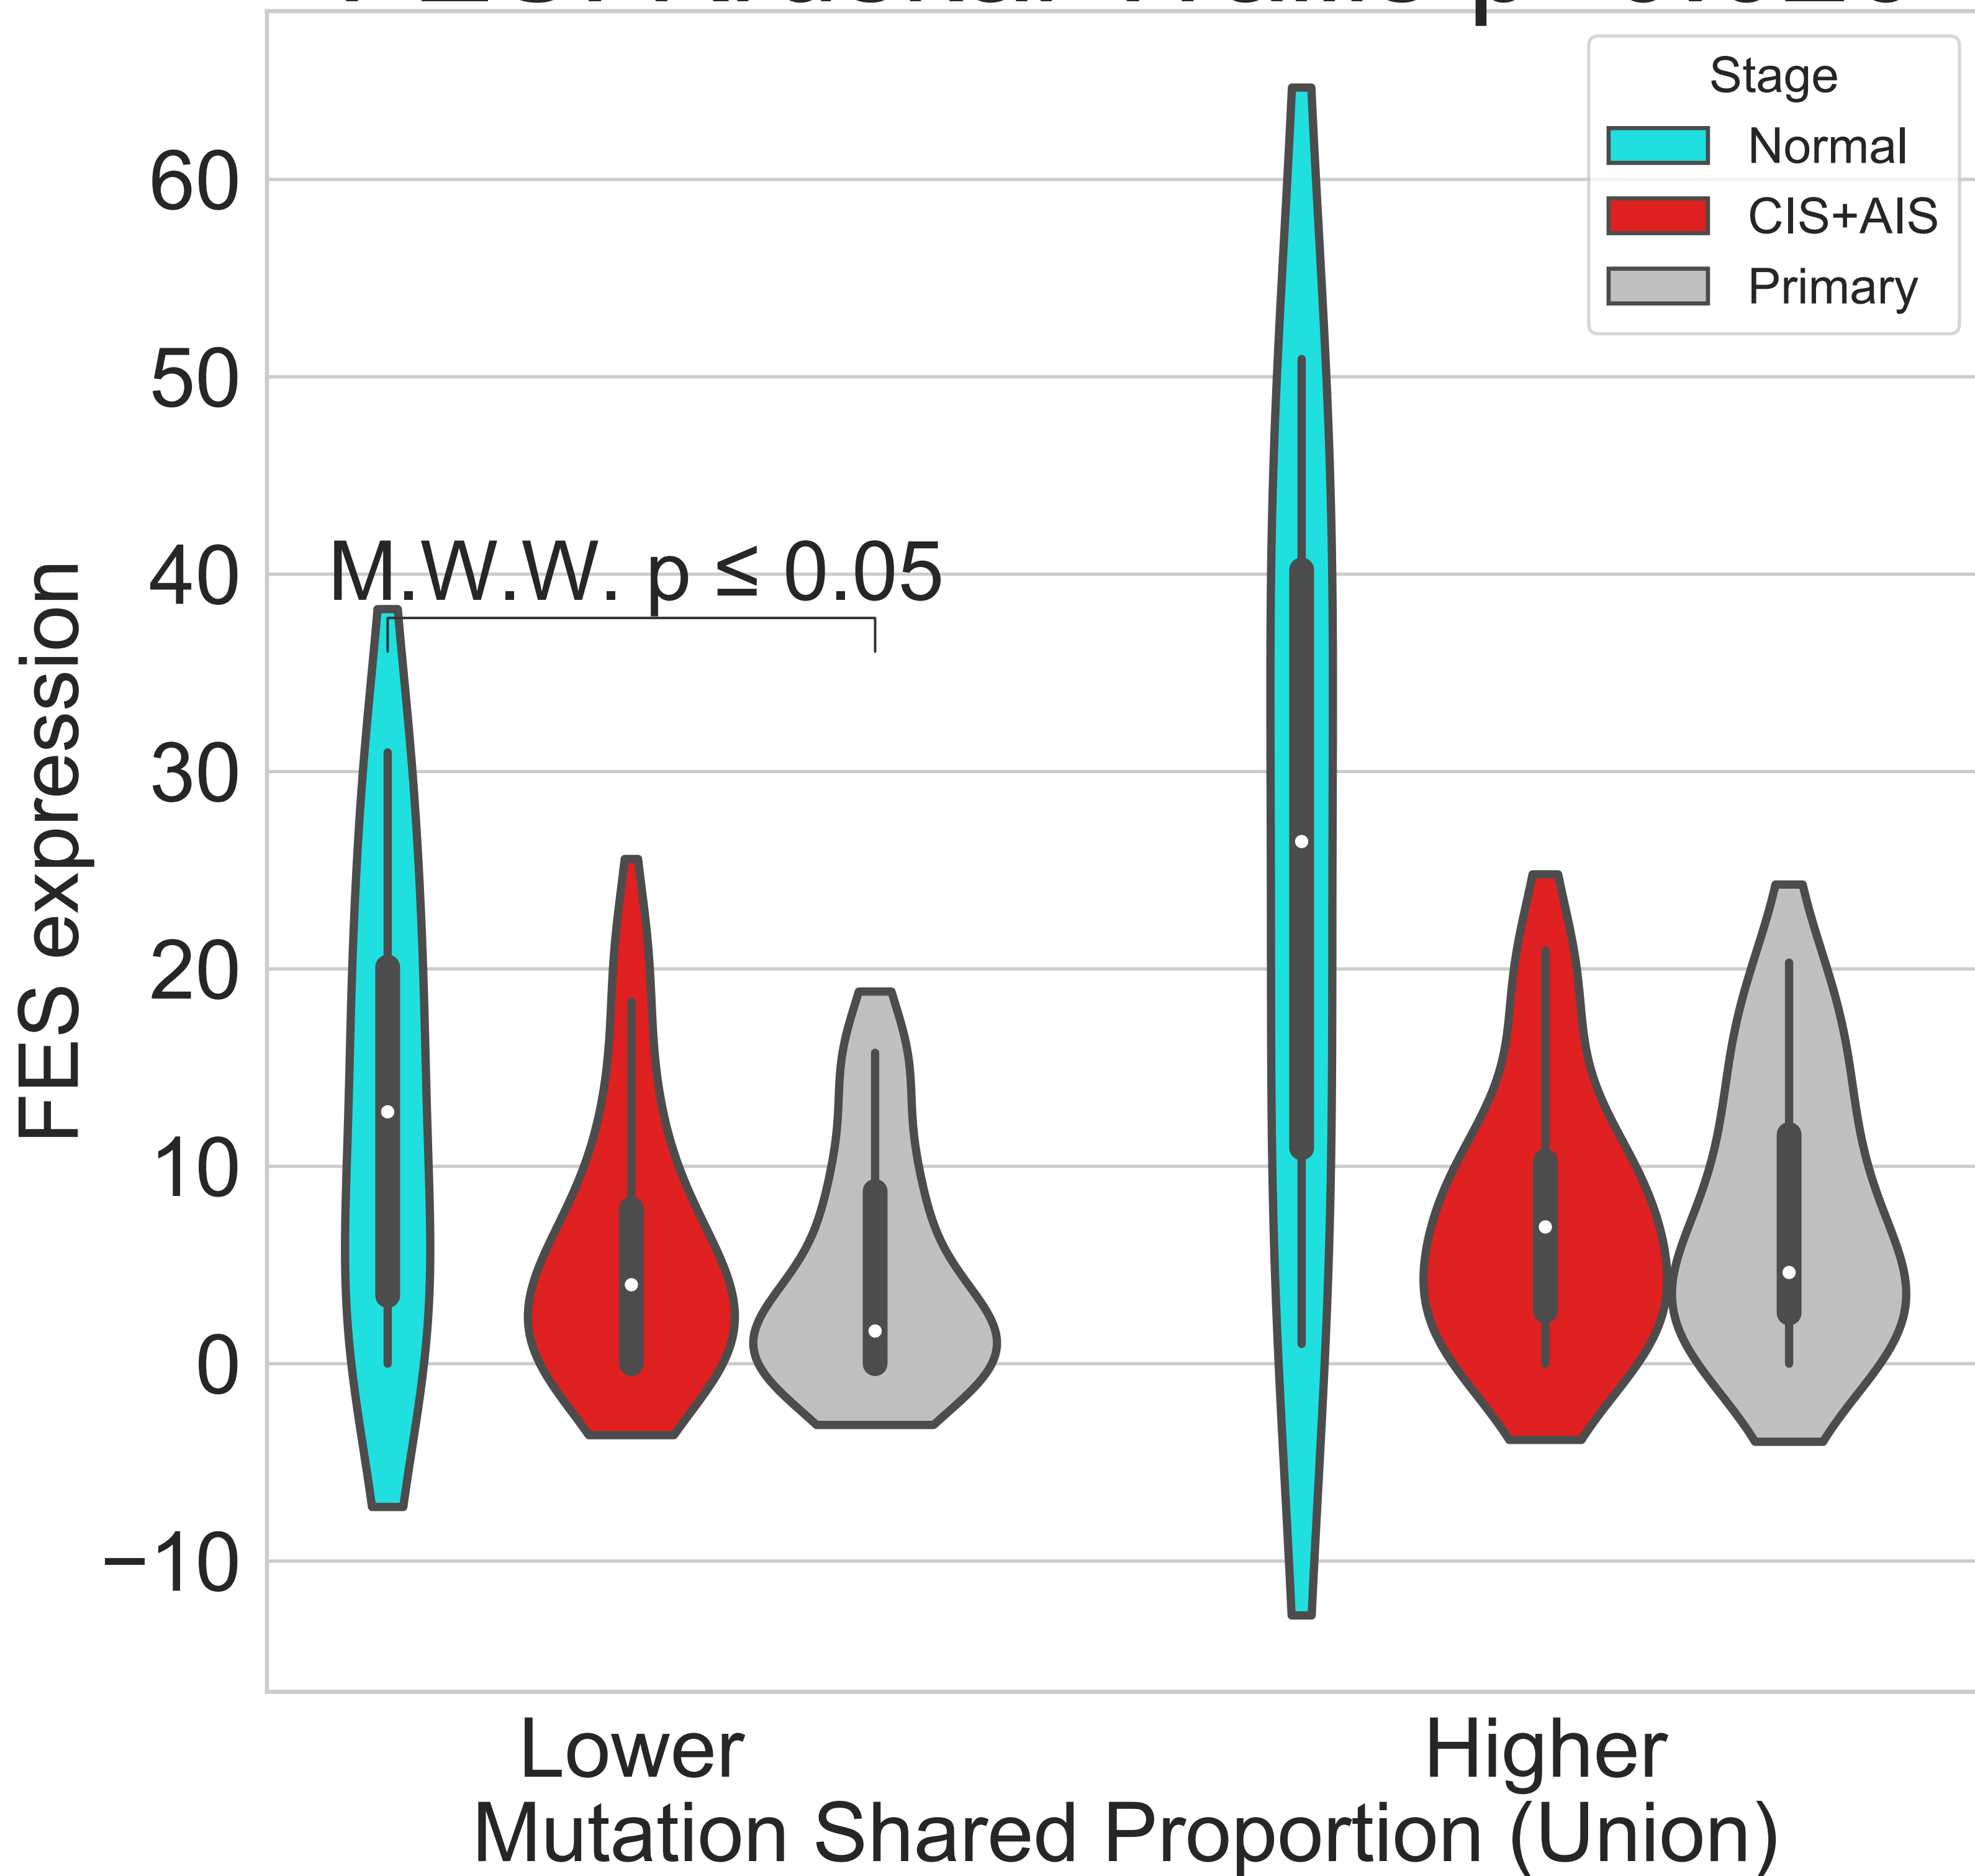 Stage
Normal
CIS+AIS
Primary
60
50
40
30
20
10
0
−10
FES expression
M.W.W. p ≤ 0.05
Lower
Higher
Mutation Shared Proportion (Union)